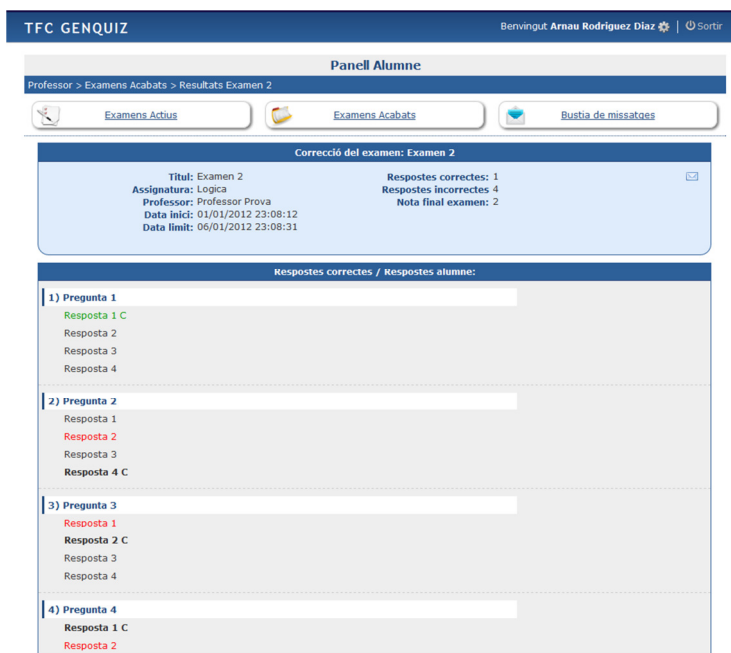 TFC GENQUIZ
Benvingut Arnau Rodriguez Diaz | Sortir
Panell Alumne
Professor > Examens Acabats > Resultats Examen 2
Examens Actius
Examens Acabats
Bustia de missatges
Correcció del examen: Examen 2
Titul: Examen 2
Assignatura: Logica
Professor: Professor Prova
Data inici: 01/01/2012 23:08:12
Data limit: 06/01/2012 23:08:31
Respostes correctes: 1
Respostes incorrectes 4
Nota final examen: 2
Respostes correctes / Respostes alumne:
1) Pregunta 1
Resposta 1 C
Resposta 2
Resposta 3
Resposta 4
2) Pregunta 2
Resposta 1
Resposta 2
Resposta 3
Resposta 4 C
3) Pregunta 3
Resposta 1
Resposta 2 C
Resposta 3
Resposta 4
4) Pregunta 4
Resposta 1 C
Resposta 2